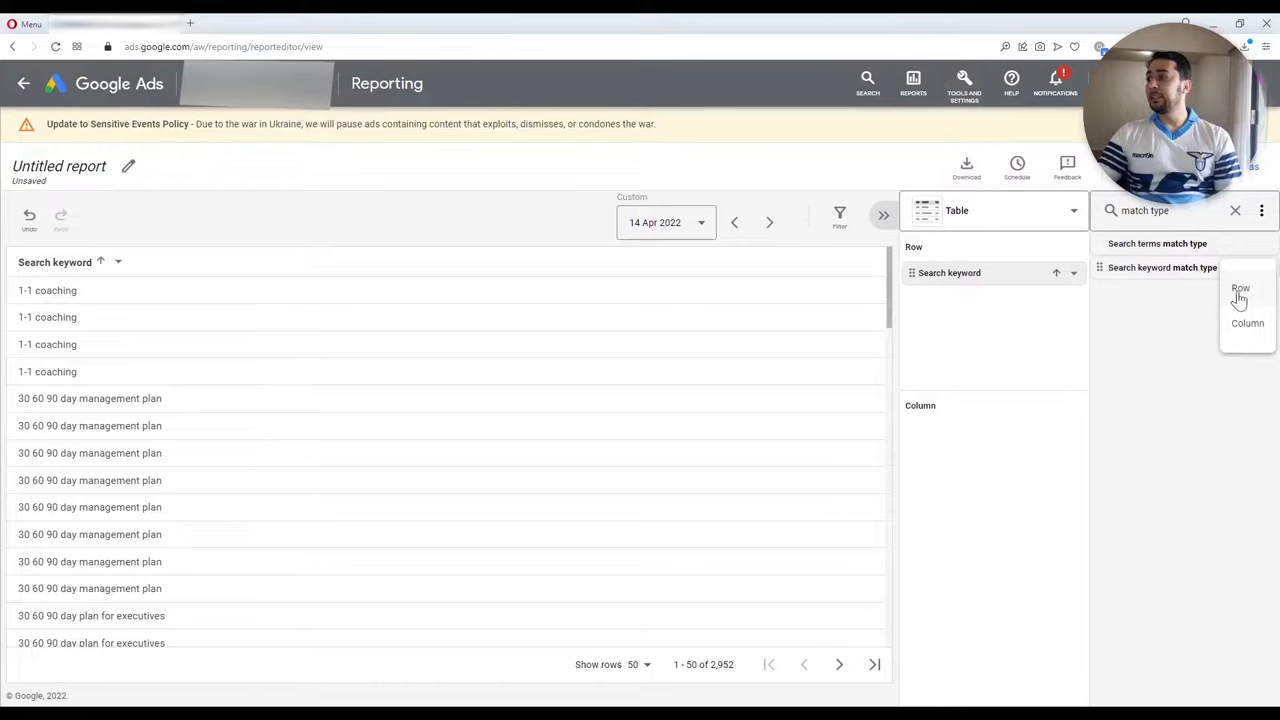 Menu
ads.google.com/aw/reporting/reporteditor/view
Google Ads
Reporting
SEARCH
REPORTS
TOOLS AND SETTINGS
HELP
NOTIFICATIONS
!
Update to Sensitive Events Policy - Due to the war in Ukraine, we will pause ads containing content that exploits, dismisses, or condones the war.
Untitled report
Unsaved
Download
Schedule
Feedback
as
Undo
Redo
Custom
14 Apr 2022
Filter
Table
match type
Row
Search keyword
Column
Search terms match type
Search keyword match type
Row
Column
Search keyword
1-1 coaching
1-1 coaching
1-1 coaching
1-1 coaching
30 60 90 day management plan
30 60 90 day management plan
30 60 90 day management plan
30 60 90 day management plan
30 60 90 day management plan
30 60 90 day management plan
30 60 90 day management plan
30 60 90 day management plan
30 60 90 day plan for executives
30 60 90 day plan for executives
Show rows 50
1 - 50 of 2,952
© Google, 2022.